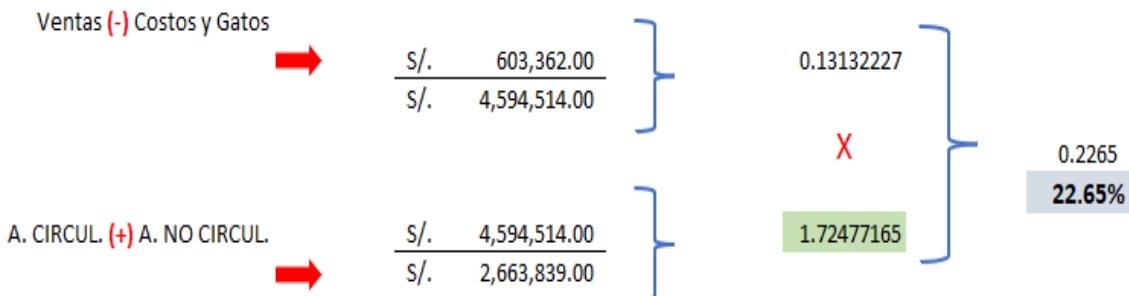 Ventas (-) Costos y Gatos
S/. 603,362.00
0.13132227
S/. 4,594,514.00
X
0.2265
22.65%
A. CIRCUL. (+) A. NO CIRCUL.
S/. 4,594,514.00
1.72477165
S/. 2,663,839.00